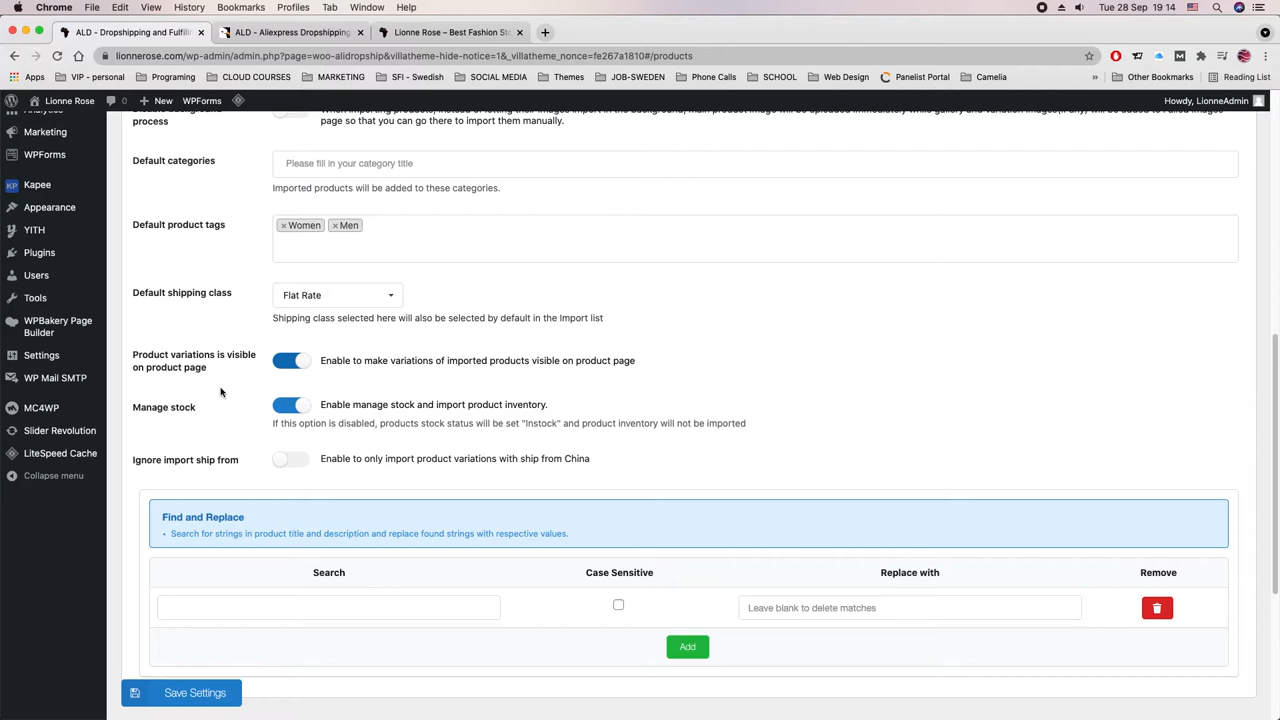 Chrome File Edit View History Bookmarks Profiles Tab Window Help Tue 28 Sep 19 14
ALD - Dropshipping and Fulfillin × ALD - Aliexpress Dropshipping × Lionne Rose – Best Fashion Sto × +
lionnerose.com/wp-admin/admin.php?page=woo-alidropship&villatheme-hide-notice=1&_villatheme_nonce=fe267a1810#/products
Apps VIP - personal Programing CLOUD COURSES MARKETING SFI - Swedish SOCIAL MEDIA Themes JOB-SWEDEN Phone Calls SCHOOL Web Design Panelist Portal Camelia » Other Bookmarks Reading List
Lionne Rose 0 + New WPForms Howdy, LionneAdmin
Marketing
WPForms
KP Kapee
Appearance
YITH
Plugins
Users
Tools
WPBakery Page
Builder
Settings
WP Mail SMTP
MC4WP
Slider Revolution
LiteSpeed Cache
Collapse menu
process
page so that you can go there to import them manually.
Default categories
Please fill in your category title
Imported products will be added to these categories.
Default product tags
× Women × Men
Default shipping class
Flat Rate
Shipping class selected here will also be selected by default in the Import list
Product variations is visible
on product page
Enable to make variations of imported products visible on product page
Manage stock
Enable manage stock and import product inventory.
If this option is disabled, products stock status will be set "Instock" and product inventory will not be imported
Ignore import ship from
Enable to only import product variations with ship from China
Find and Replace
• Search for strings in product title and description and replace found strings with respective values.
Search Case Sensitive Replace with Remove
Leave blank to delete matches
Add
Save Settings